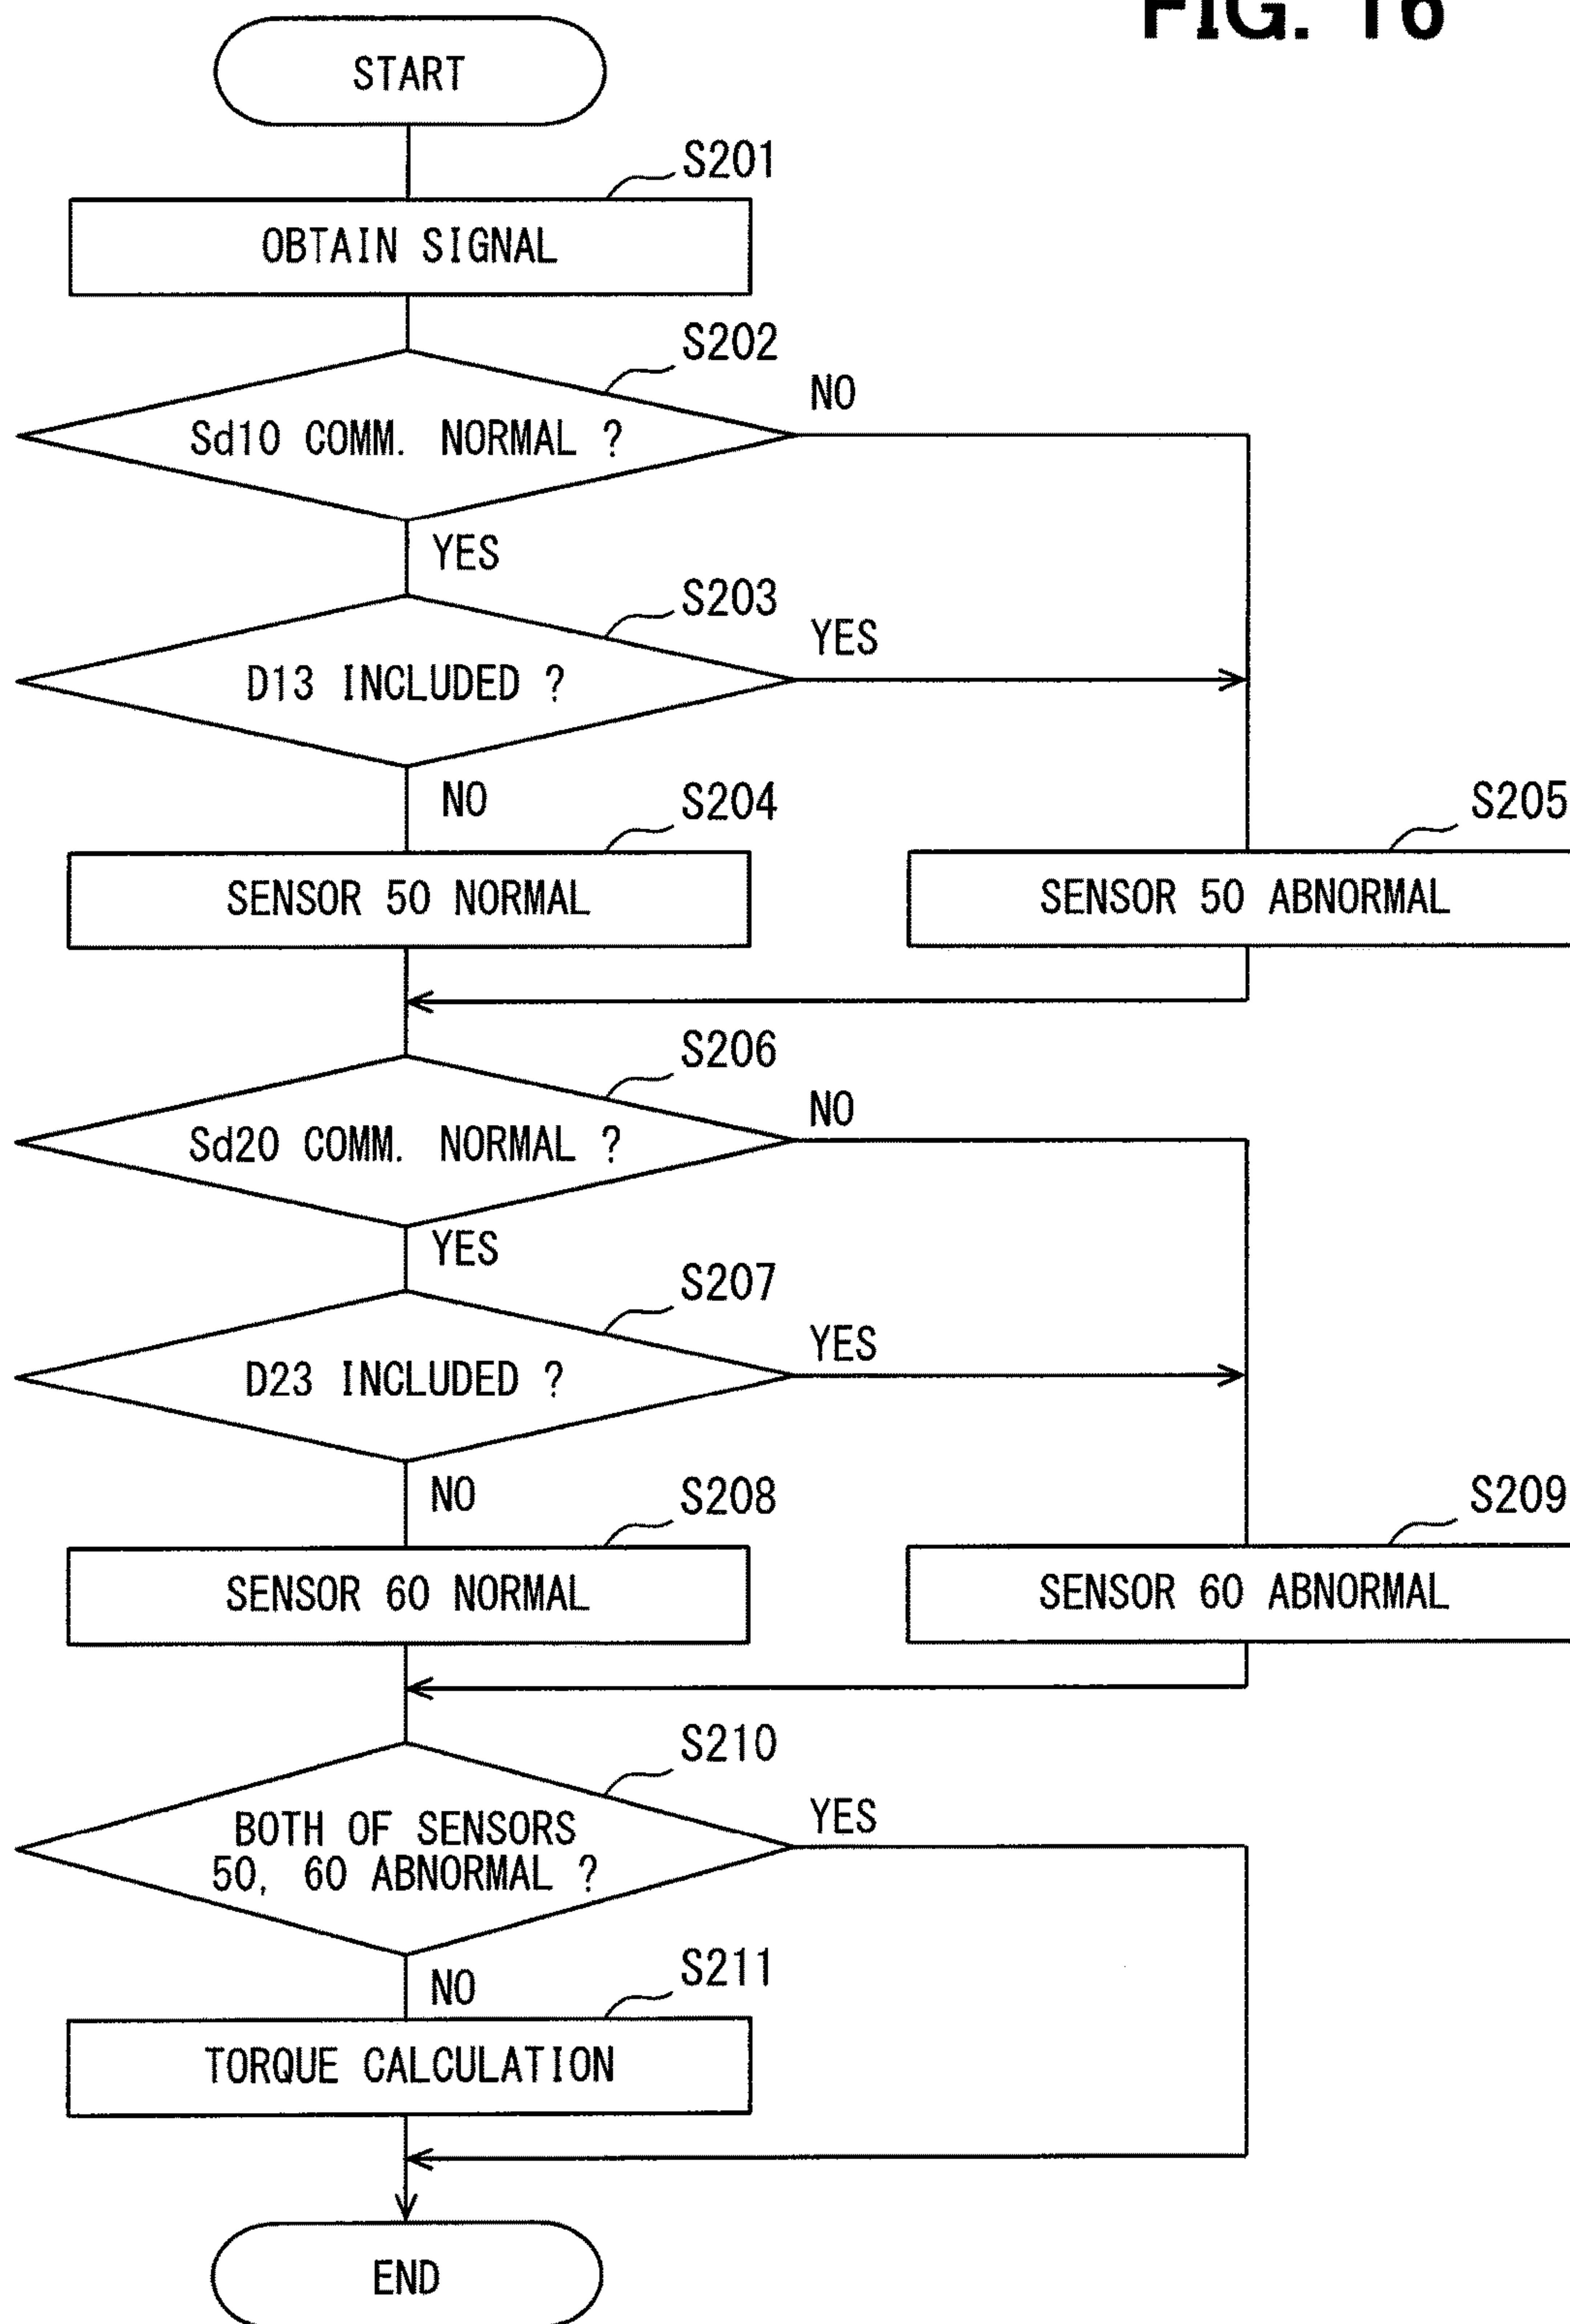 FIG. 16
START
S201
OBTAIN SIGNAL
S202
NO
Sd10 COMM. NORMAL ?
YES
S203
YES
D13 INCLUDED ?
NO
S204
S205
SENSOR 50 NORMAL
SENSOR 50 ABNORMAL
S206
NO
Sd20 COMM. NORMAL ?
YES
S207
YES
D23 INCLUDED ?
NO
S208
S209
SENSOR 60 NORMAL
SENSOR 60 ABNORMAL
S210
YES
BOTH OF SENSORS
50, 60 ABNORMAL ?
NO
S211
TORQUE CALCULATION
END